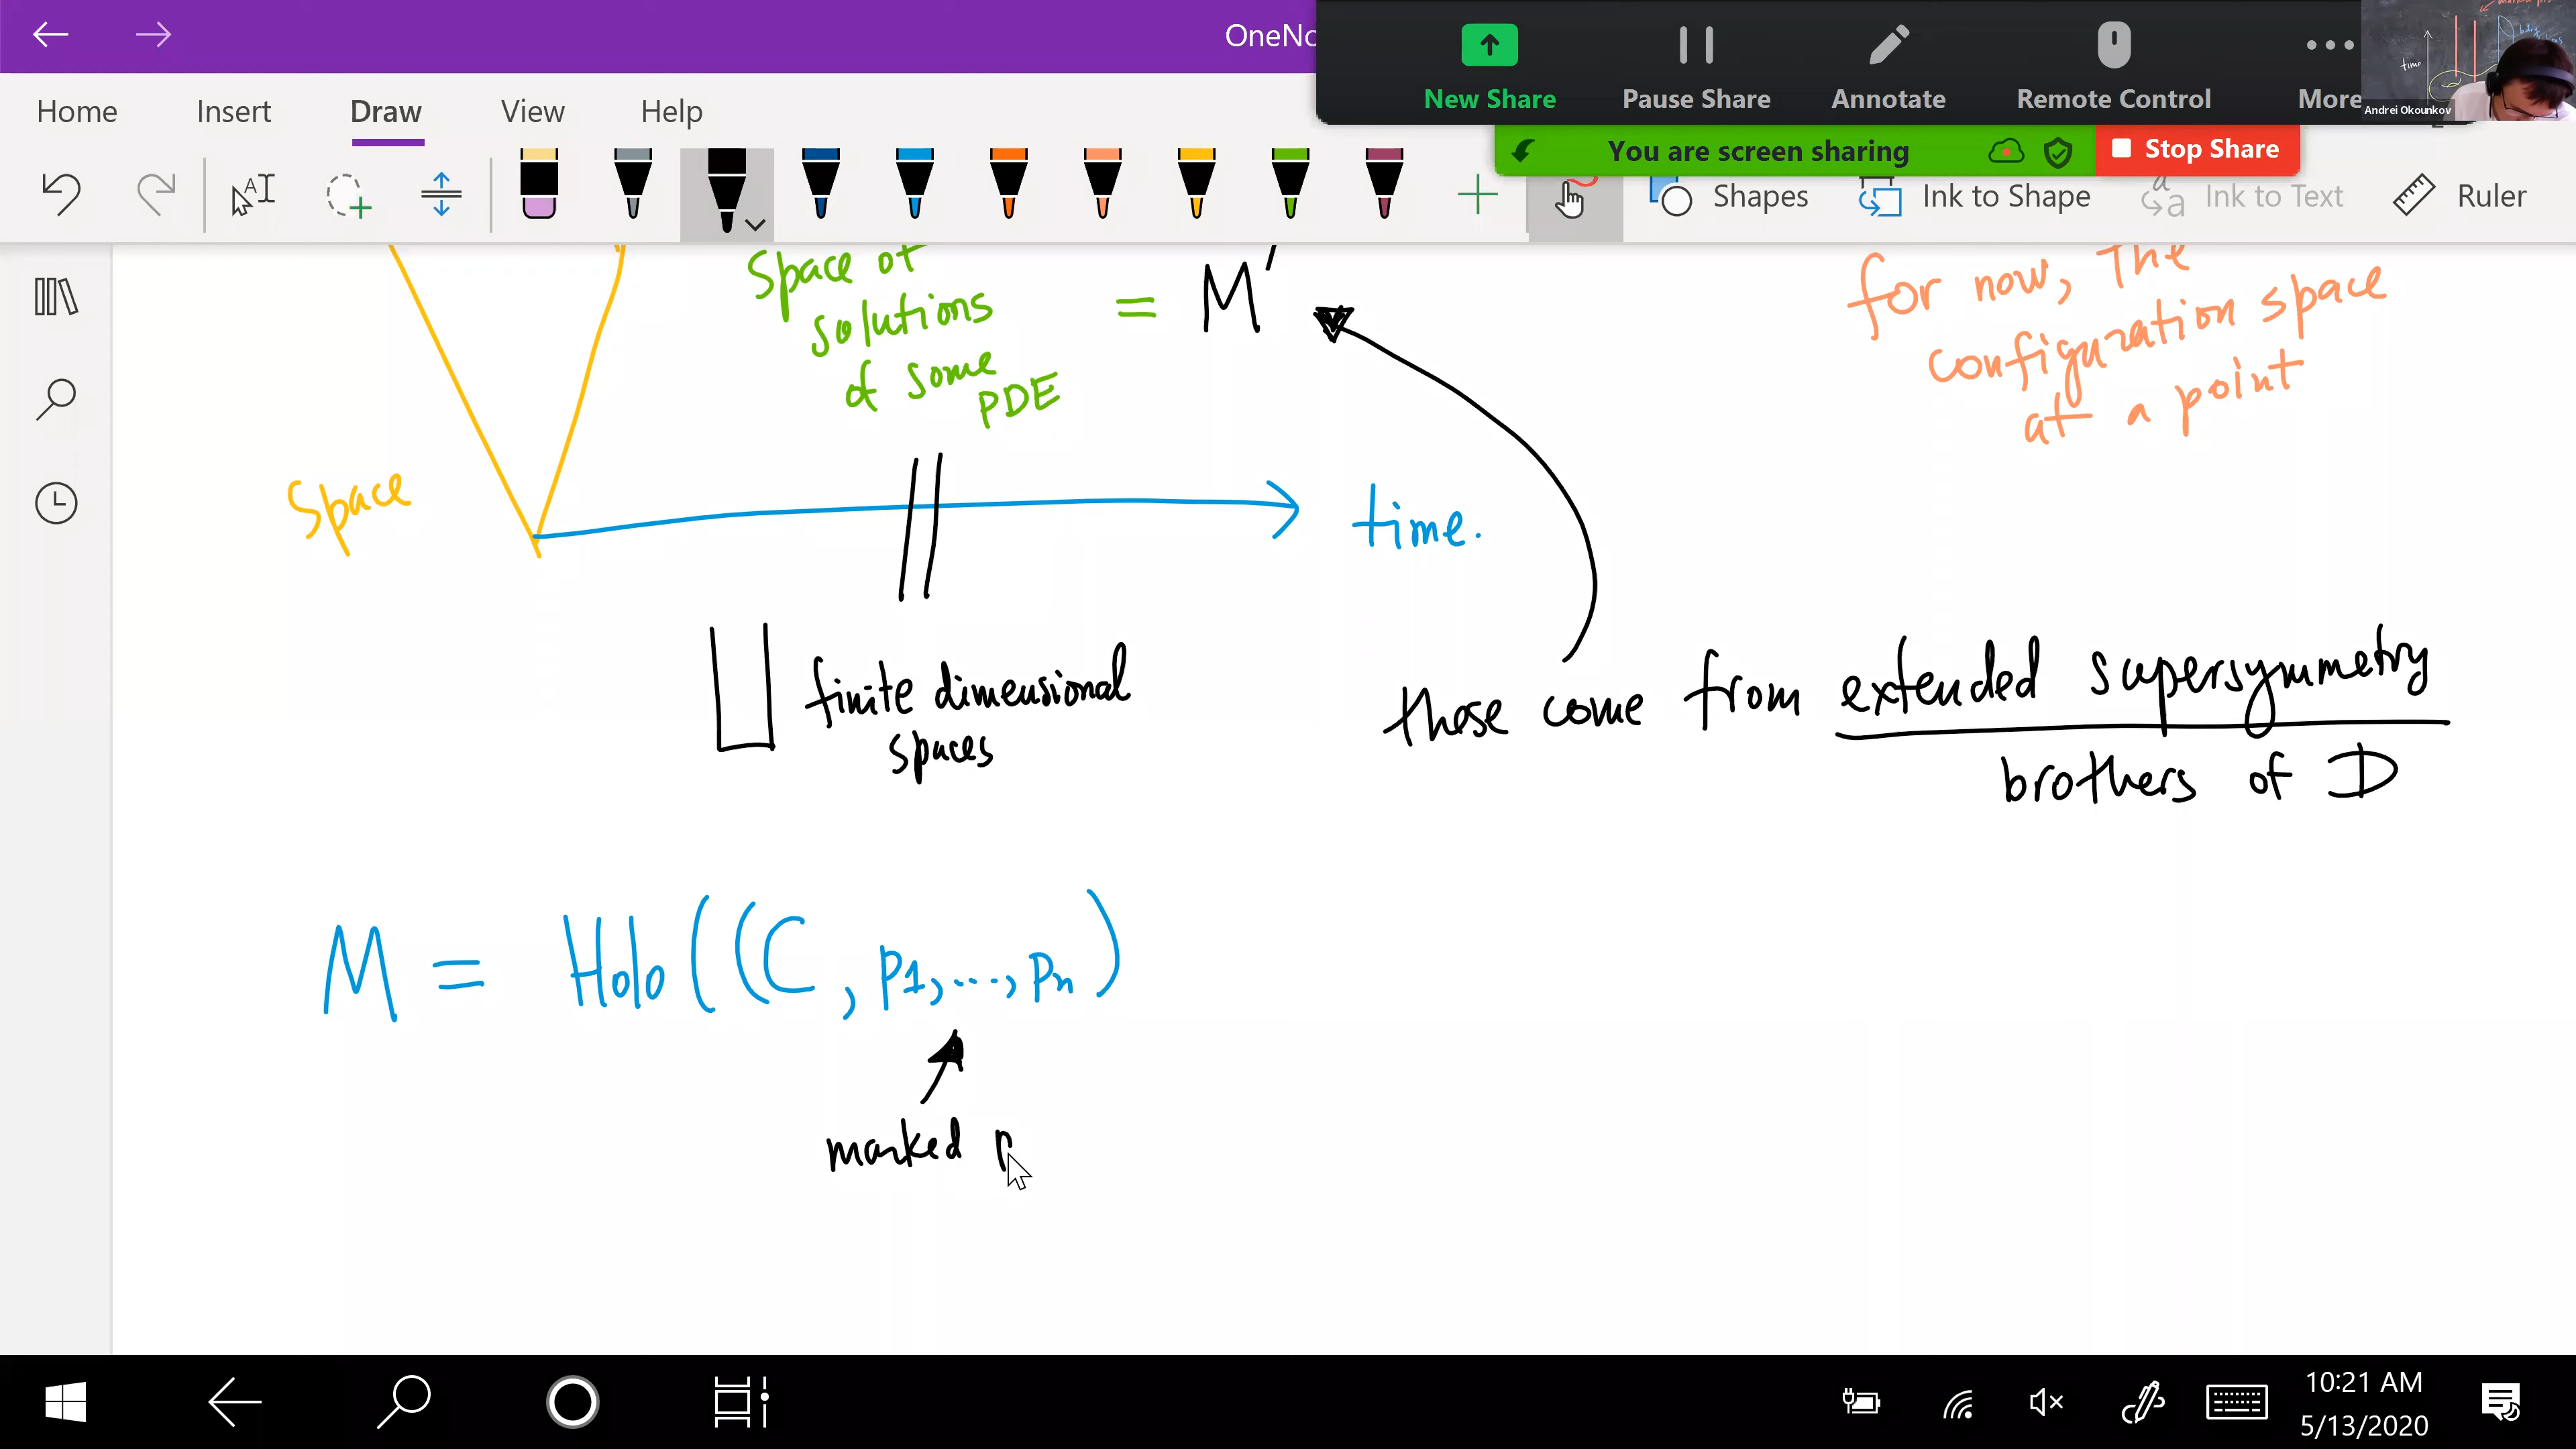 OneNo
New Share
Pause Share
Annotate
Remote Control
More
Andrei Okounkov
time
Home
Insert
Draw
View
Help
You are screen sharing
Stop Share
Shapes
Ink to Shape
Ink to Text
Ruler
Space of
solutions
of some
PDE
= M'
for now, The
configuration space
at a point
Space
time.
finite dimensional
spaces
those come from extended supersymmetry
brothers of D
M = Holo((C, p1,..., pn)
marked p
10:21 AM
5/13/2020